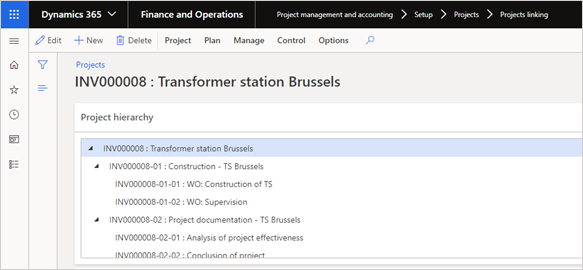 Dynamics 365 Finance and Operations Project management and accounting Setup Projects Projects linking
Edit New Delete Project Plan Manage Control Options
Projects
INV000008 : Transformer station Brussels
Project hierarchy
INV000008 : Transformer station Brussels
INV000008-01 : Construction - TS Brussels
INV000008-01-01 : WO: Construction of TS
INV000008-01-02 : WO: Supervision
INV000008-02 : Project documentation - TS Brussels
INV000008-02-01 : Analysis of project effectiveness
INV000008-02-02 : Conclusion of project